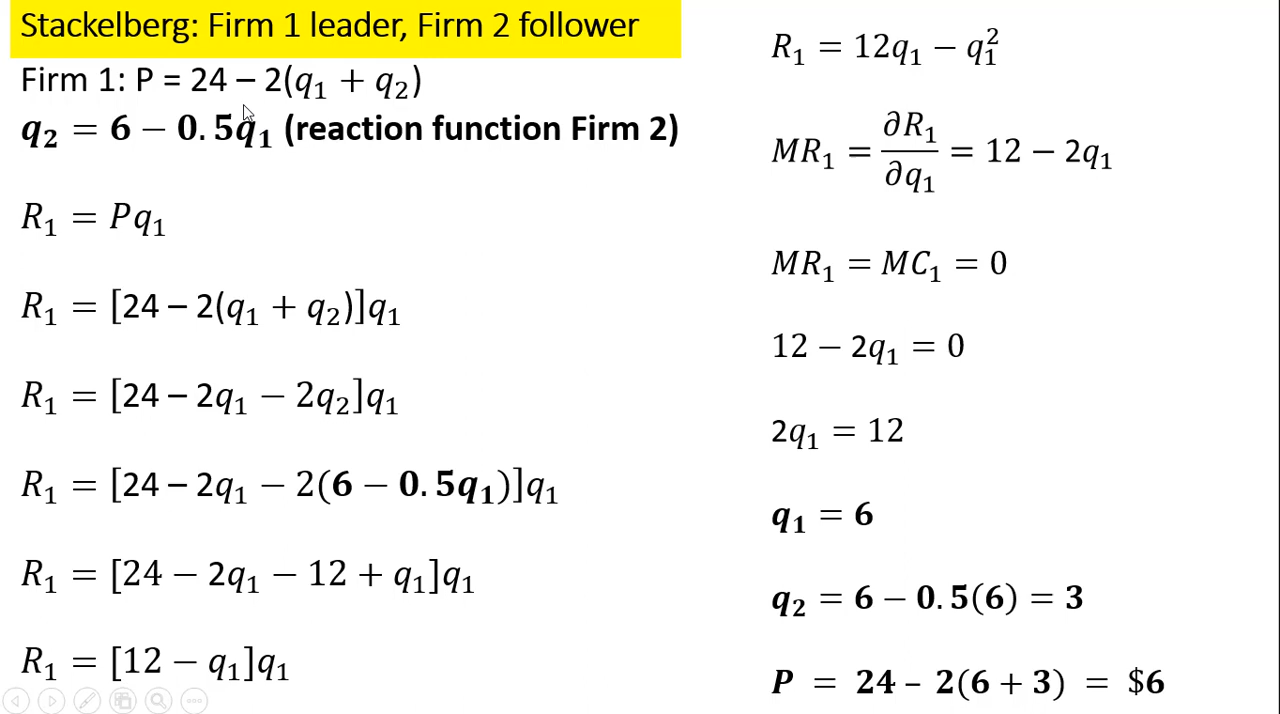 Stackelberg: Firm 1 leader, Firm 2 follower
Firm 1: P = 24 – 2(q₁ + q₂)
q₂ = 6 − 0.5q₁ (reaction function Firm 2)
R₁ = Pq₁
R₁ = [24 – 2(q₁ + q₂)]q₁
R₁ = [24 – 2q₁ − 2q₂]q₁
R₁ = [24 – 2q₁ − 2(6 − 0.5q₁)]q₁
R₁ = [24 − 2q₁ − 12 + q₁]q₁
R₁ = [12 − q₁]q₁
R₁ = 12q₁ − q₁²
MR₁ = ∂R₁/∂q₁ = 12 − 2q₁
MR₁ = MC₁ = 0
12 − 2q₁ = 0
2q₁ = 12
q₁ = 6
q₂ = 6 − 0.5(6) = 3
P = 24 – 2(6 + 3) = $6